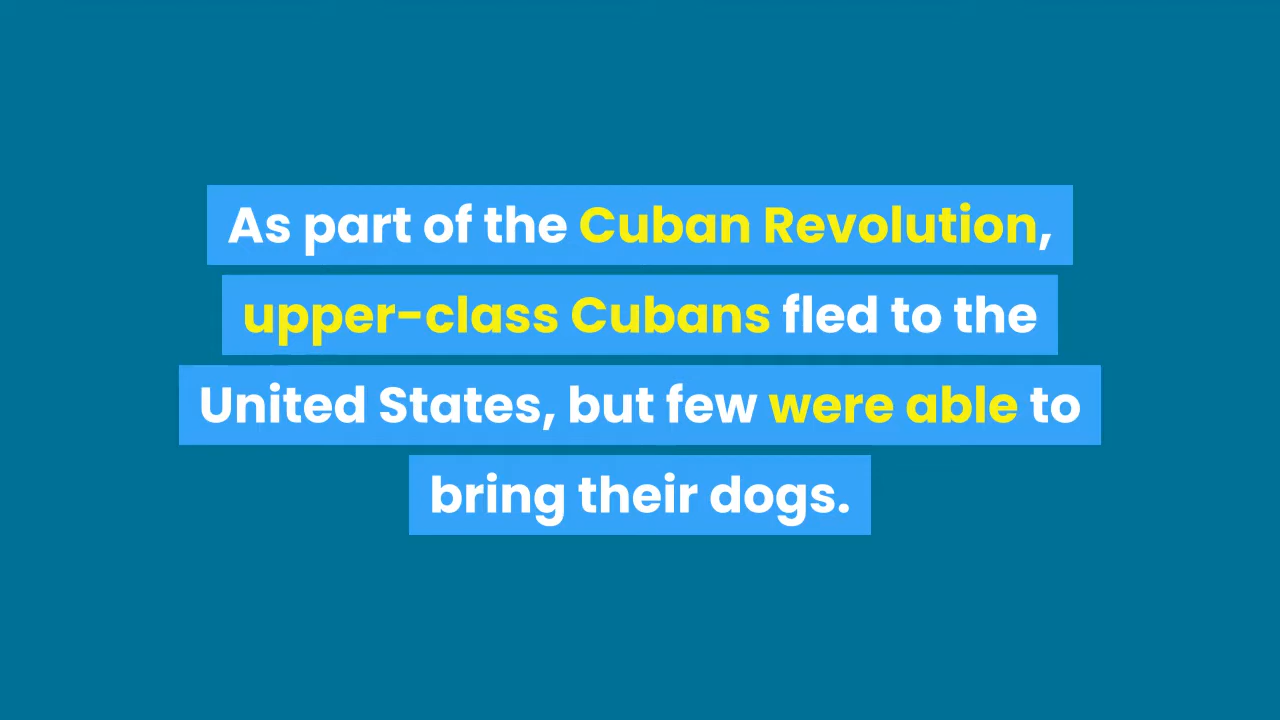 As part of the Cuban Revolution,
upper-class Cubans fled to the
United States, but few were able to
bring their dogs.